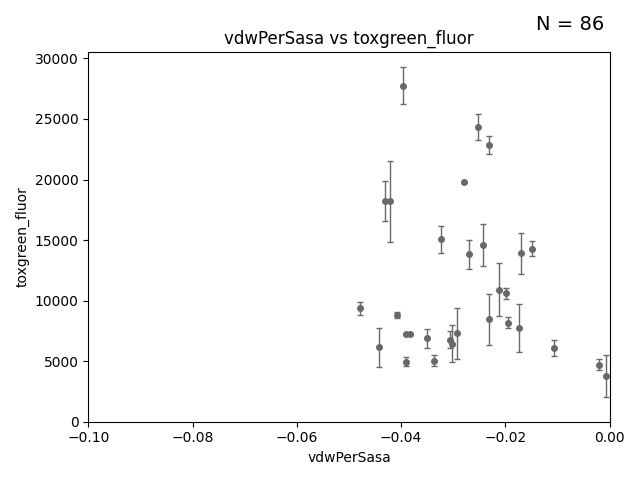 N = 86
vdwPerSasa vs toxgreen_fluor
30000
25000
20000
15000
10000
5000
0
toxgreen_fluor
−0.10 −0.08 −0.06 −0.04 −0.02 0.00
vdwPerSasa